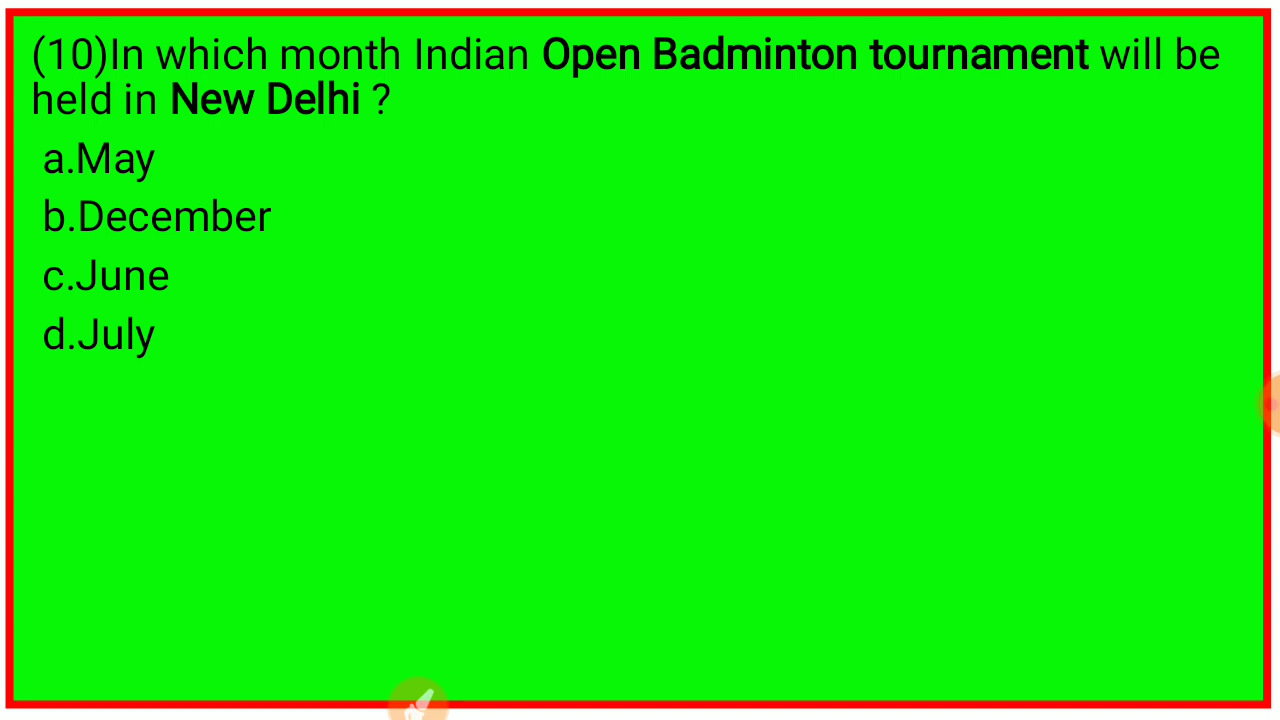 (10)In which month Indian Open Badminton tournament will be
held in New Delhi ?
a.May
b.December
c.June
d.July